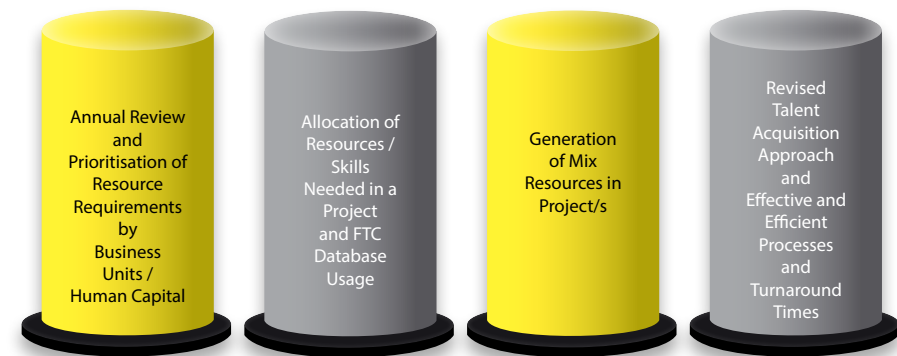 Annual Review
and
Prioritisation of
Resource
Requirements
by
Business
Units /
Human Capital
Allocation of
Resources /
Skills
Needed in a
Project
and FTC
Database
Usage
Generation
of Mix
Resources in
Project/s
Revised
Talent
Acquisition
Approach
and
Effective and
Efficient
Processes
and
Turnaround
Times